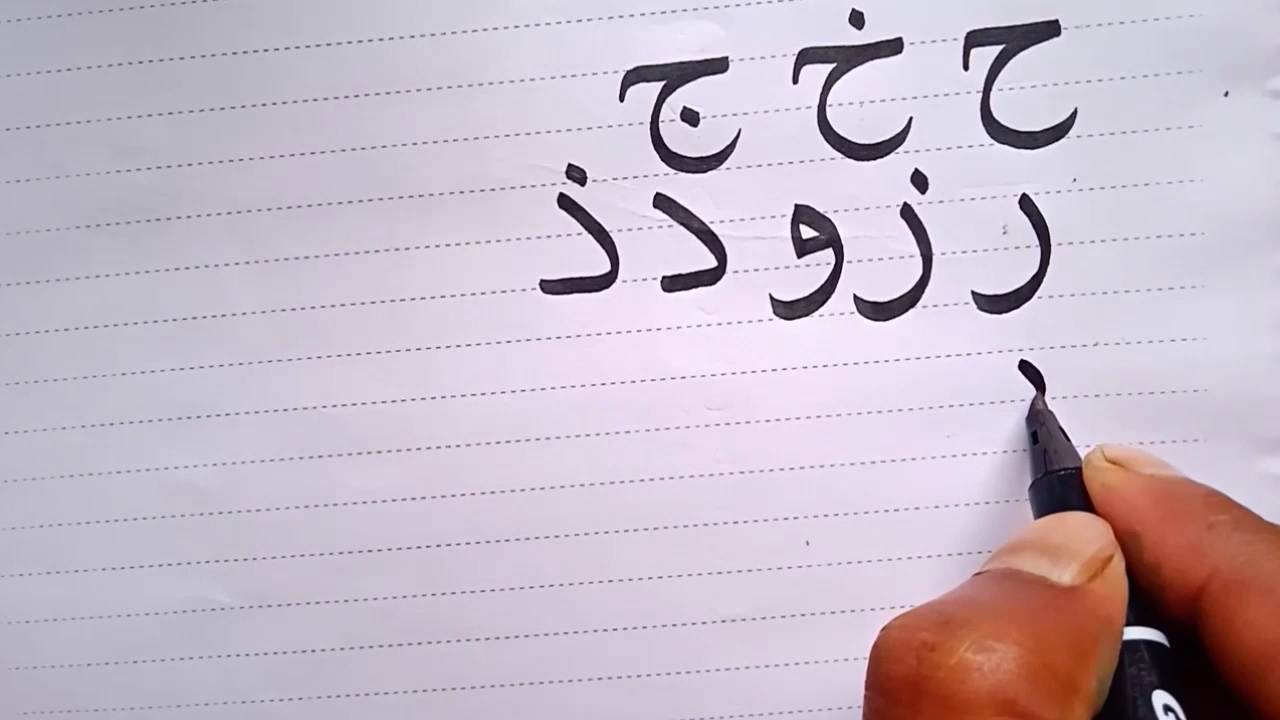 ح خ ج
ر ز و د ذ